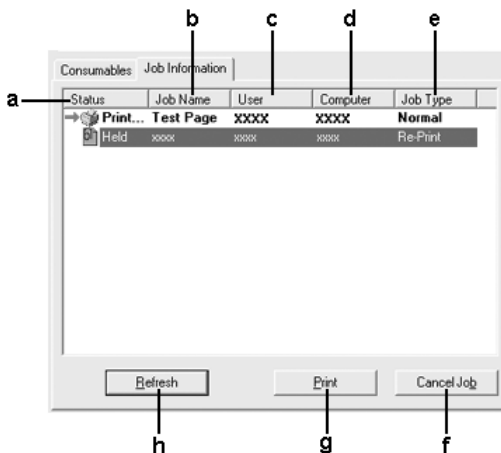 b c d e
Consumables Job Information
a Status Job Name User Computer Job Type
Print... Test Page xxxx xxxx Normal
Held xxxx xxxx xxxx Re-Print
Refresh Print Cancel Job
h g f